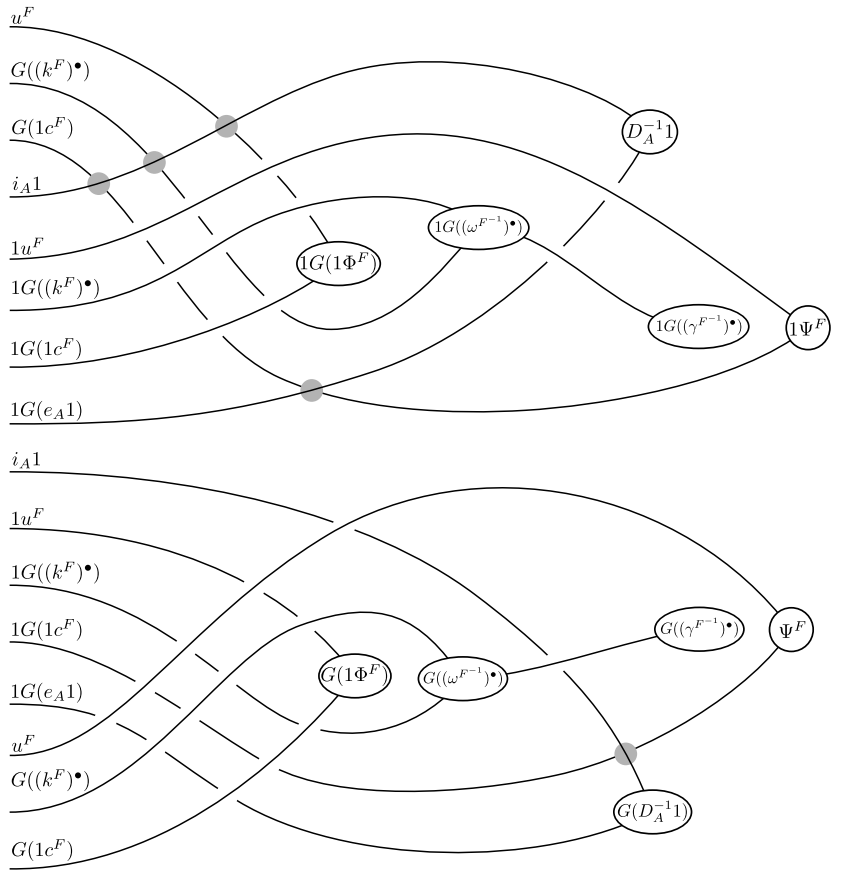 u^F
G((k^F)^•)
G(1c^F)
i_A1
1u^F
1G((k^F)^•)
1G(1c^F)
1G(e_A1)
D_A^{-1}1
1G((ω^{F^{-1}})^•)
1G(1Φ^F)
1G((γ^{F^{-1}})^•)
1Ψ^F
i_A1
1u^F
1G((k^F)^•)
1G(1c^F)
1G(e_A1)
u^F
G((k^F)^•)
G(1c^F)
G((γ^{F^{-1}})^•)
Ψ^F
G(1Φ^F)
G((ω^{F^{-1}})^•)
G(D_A^{-1}1)